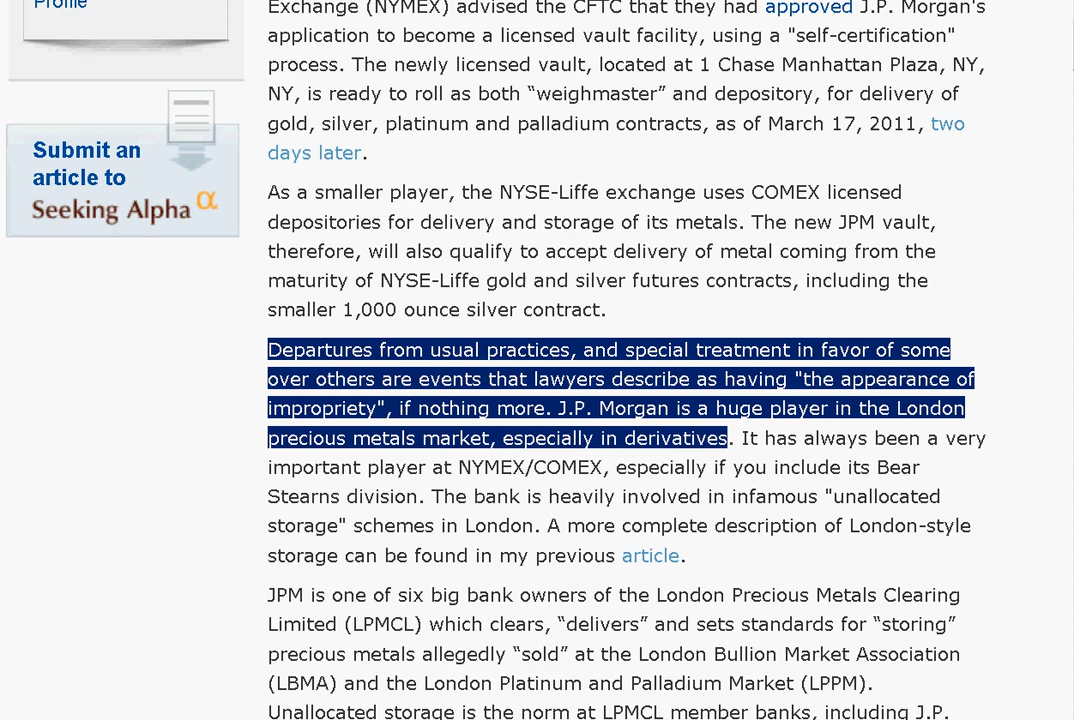 Profile
Submit an
article to
Seeking Alpha α
Exchange (NYMEX) advised the CFTC that they had approved J.P. Morgan's
application to become a licensed vault facility, using a "self-certification"
process. The newly licensed vault, located at 1 Chase Manhattan Plaza, NY,
NY, is ready to roll as both “weighmaster” and depository, for delivery of
gold, silver, platinum and palladium contracts, as of March 17, 2011, two
days later.
As a smaller player, the NYSE-Liffe exchange uses COMEX licensed
depositories for delivery and storage of its metals. The new JPM vault,
therefore, will also qualify to accept delivery of metal coming from the
maturity of NYSE-Liffe gold and silver futures contracts, including the
smaller 1,000 ounce silver contract.
Departures from usual practices, and special treatment in favor of some
over others are events that lawyers describe as having "the appearance of
impropriety", if nothing more. J.P. Morgan is a huge player in the London
precious metals market, especially in derivatives. It has always been a very
important player at NYMEX/COMEX, especially if you include its Bear
Stearns division. The bank is heavily involved in infamous "unallocated
storage" schemes in London. A more complete description of London-style
storage can be found in my previous article.
JPM is one of six big bank owners of the London Precious Metals Clearing
Limited (LPMCL) which clears, “delivers” and sets standards for “storing”
precious metals allegedly “sold” at the London Bullion Market Association
(LBMA) and the London Platinum and Palladium Market (LPPM).
Unallocated storage is the norm at LPMCL member banks, including J.P.